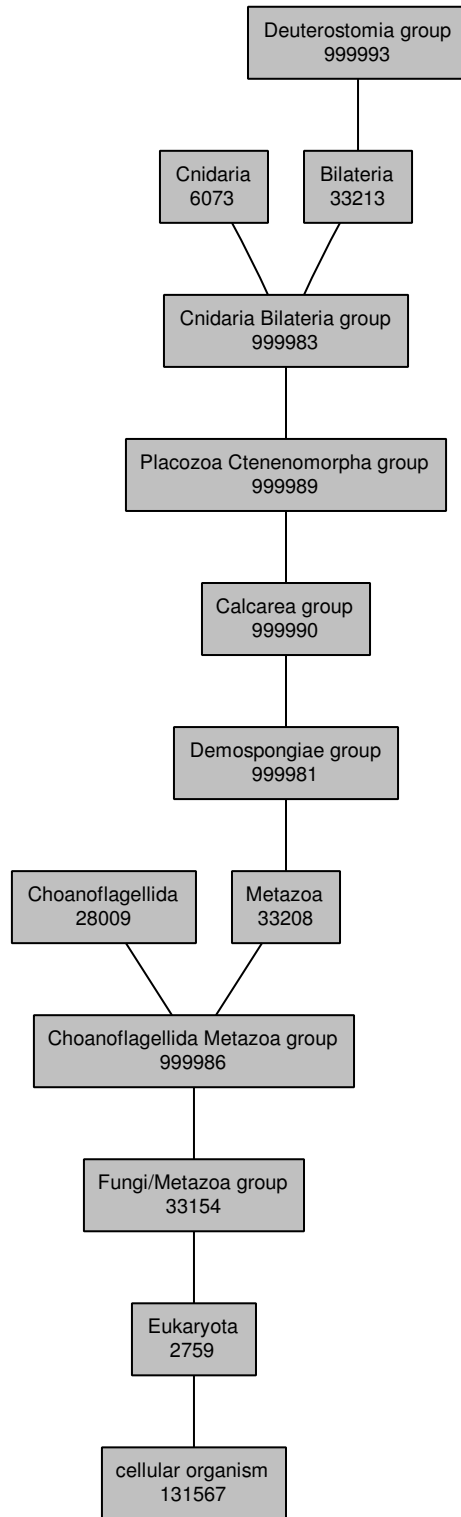 Deuterostomia group
999993
Cnidaria
6073
Bilateria
33213
Cnidaria Bilateria group
999983
Placozoa Ctenenomorpha group
999989
Calcarea group
999990
Demospongiae group
999981
Choanoflagellida
28009
Metazoa
33208
Choanoflagellida Metazoa group
999986
Fungi/Metazoa group
33154
Eukaryota
2759
cellular organism
131567